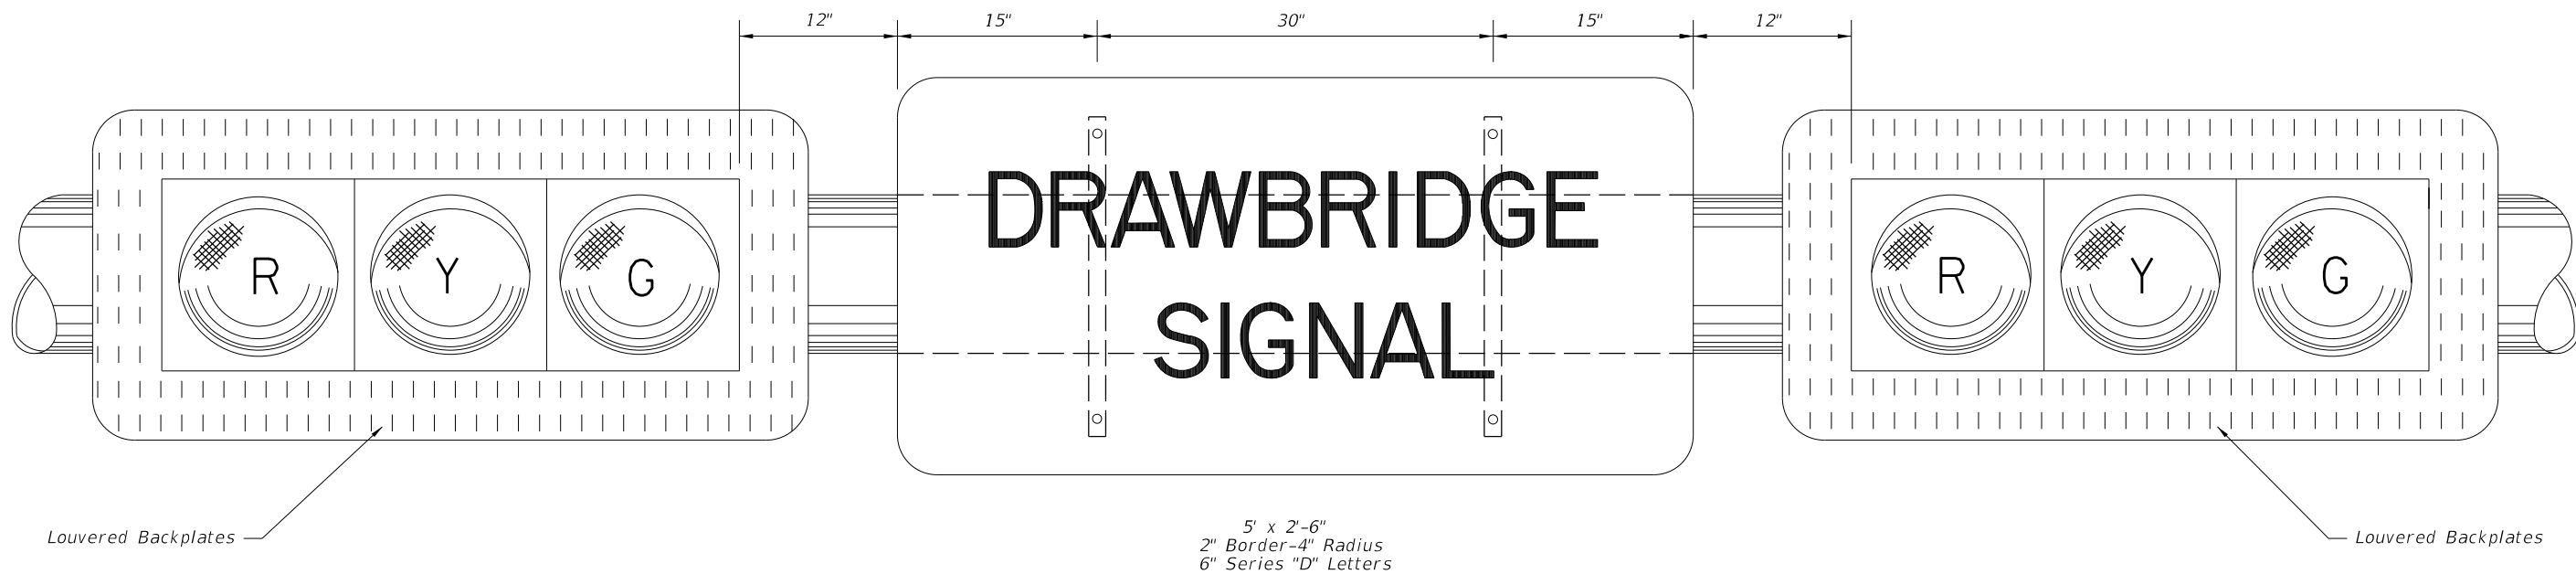 12" 15" 30" 15" 12"
DRAWBRIDGE
R Y G R Y G
SIGNAL
Louvered Backplates Louvered Backplates
5' x 2'-6"
2" Border-4" Radius
6" Series "D" Letters